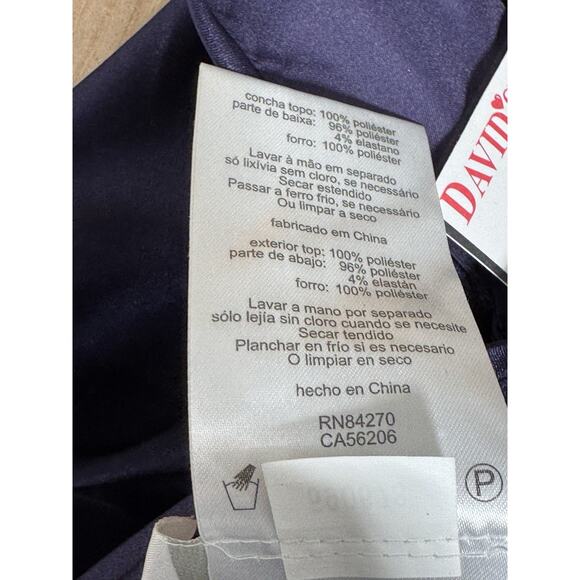 concha topo: 100% poliéster
parte de baixa: 96% poliéster
4% elastano
forro: 100% poliéster
Lavar à mão em separado
só lixívia sem cloro, se necessário
Secar estendido
Passar a ferro frio, se necessário
Ou limpar a seco
fabricado em China
exterior top: 100% poliéster
parte de abajo: 96% poliéster
4% elastán
forro: 100% poliéster
Lavar a mano por separado
sólo lejía sin cloro cuando se necesite
Secar tendido
Planchar en frío si es necesario
O limpiar en seco
hecho en China
RN84270
CA56206
P
DAVID'S